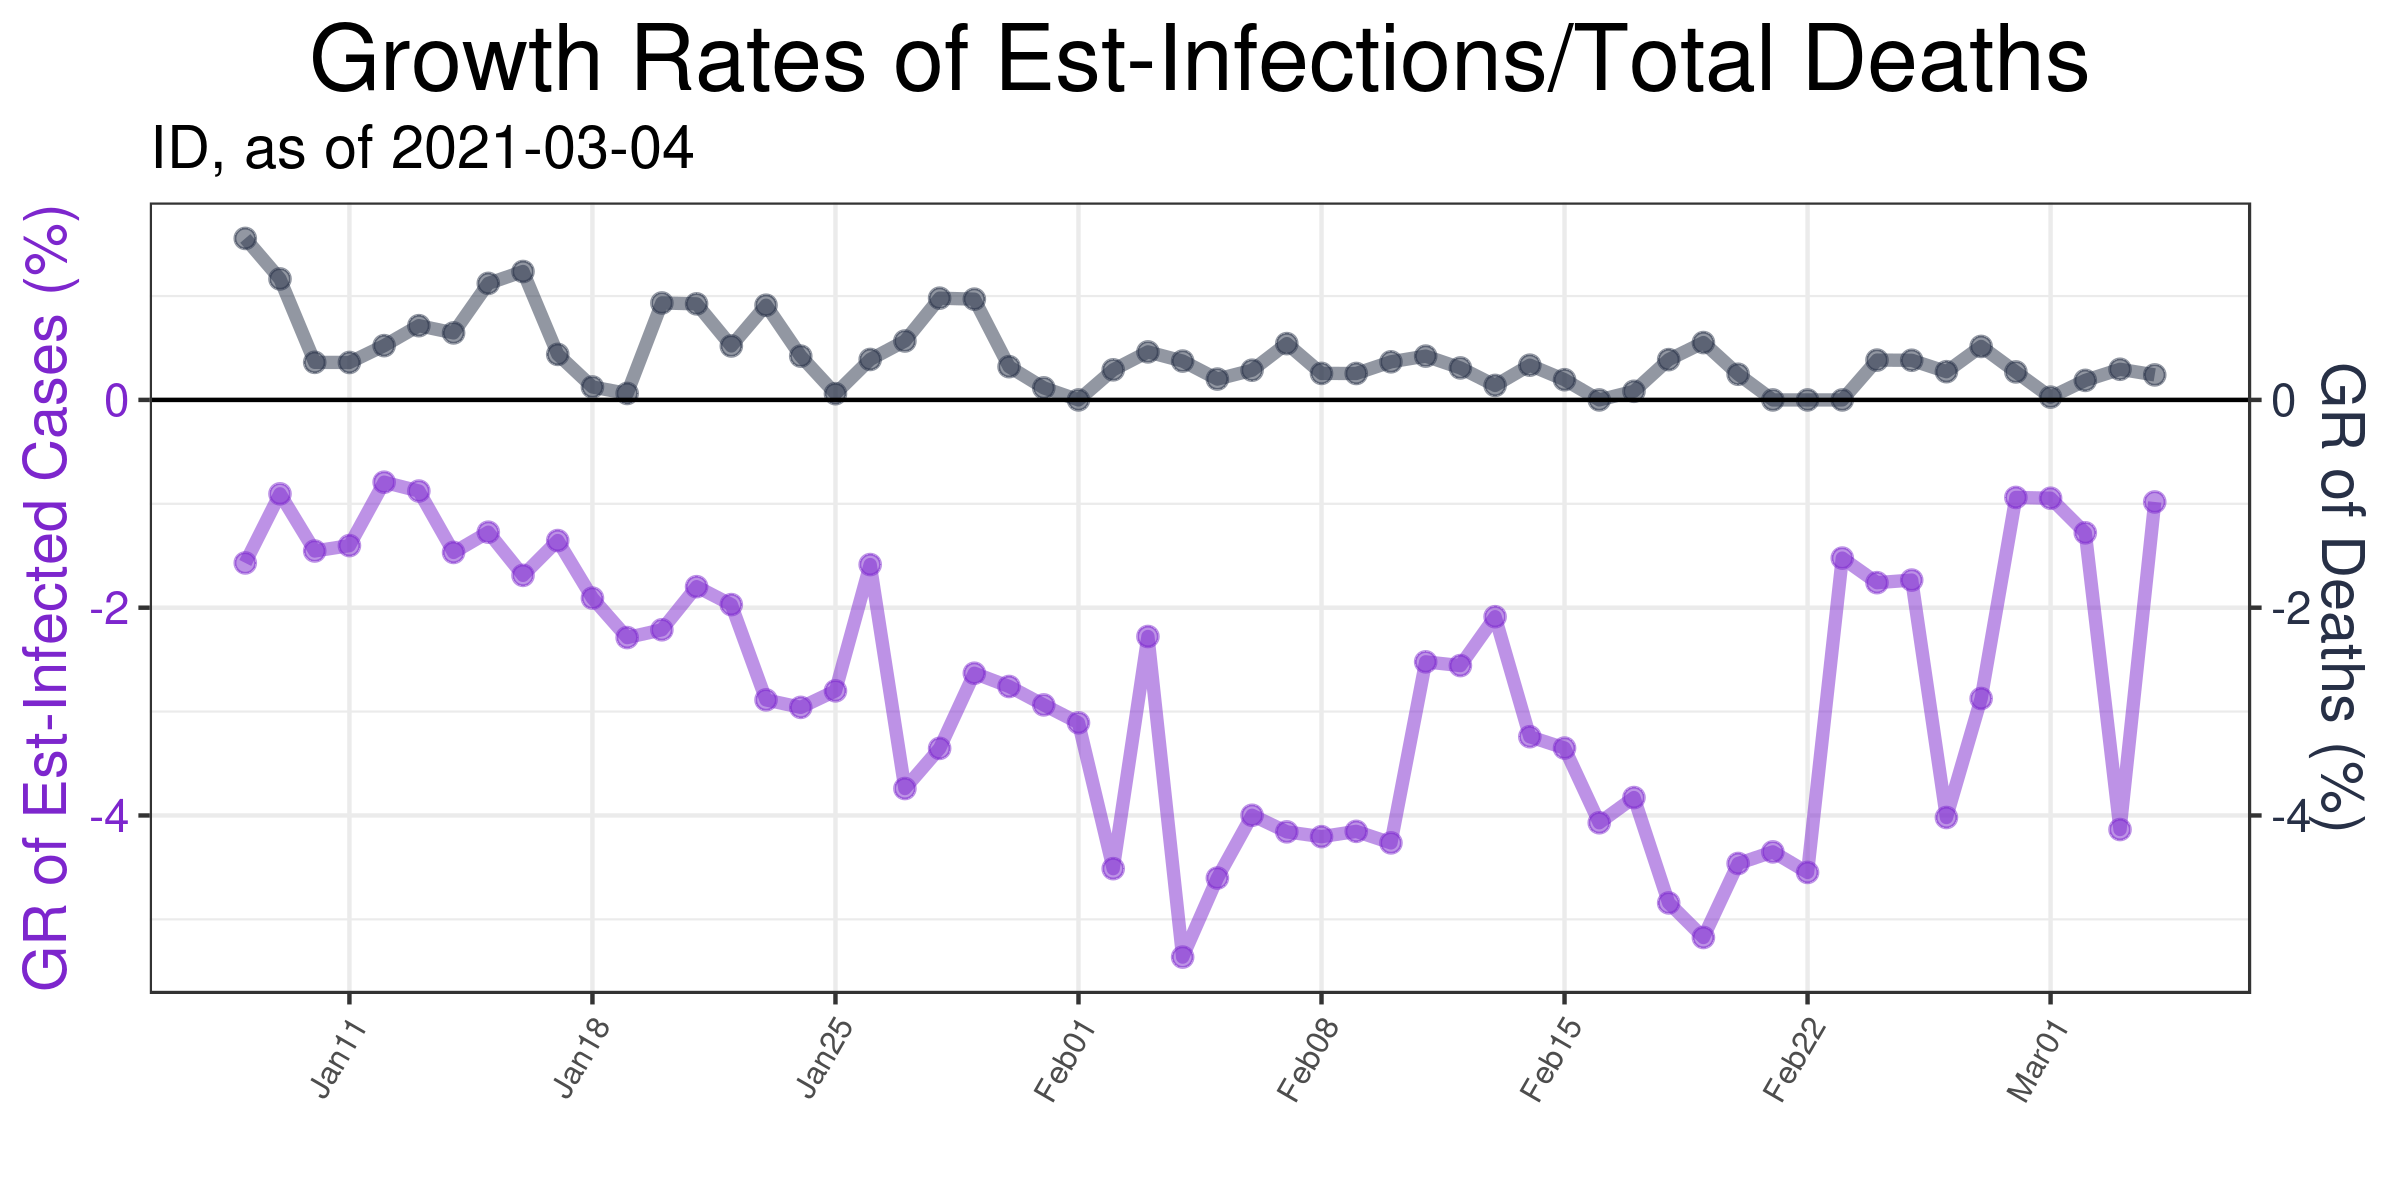 Growth Rates of Est-Infections/Total Deaths
ID, as of 2021-03-04
GR of Est-Infected Cases (%)
0
-2
-4
GR of Deaths (%)
0
-2
-4
Jan11
Jan18
Jan25
Feb01
Feb08
Feb15
Feb22
Mar01